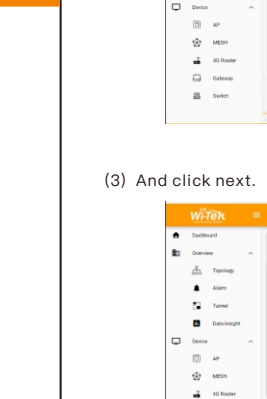 Device
AP
MESH
4G Router
Gateway
Switch
(3) And click next.
Wi-Tek
Dashboard
Overview
Topology
Alarm
Tunnel
Data Insight
Device
AP
MESH
4G Router